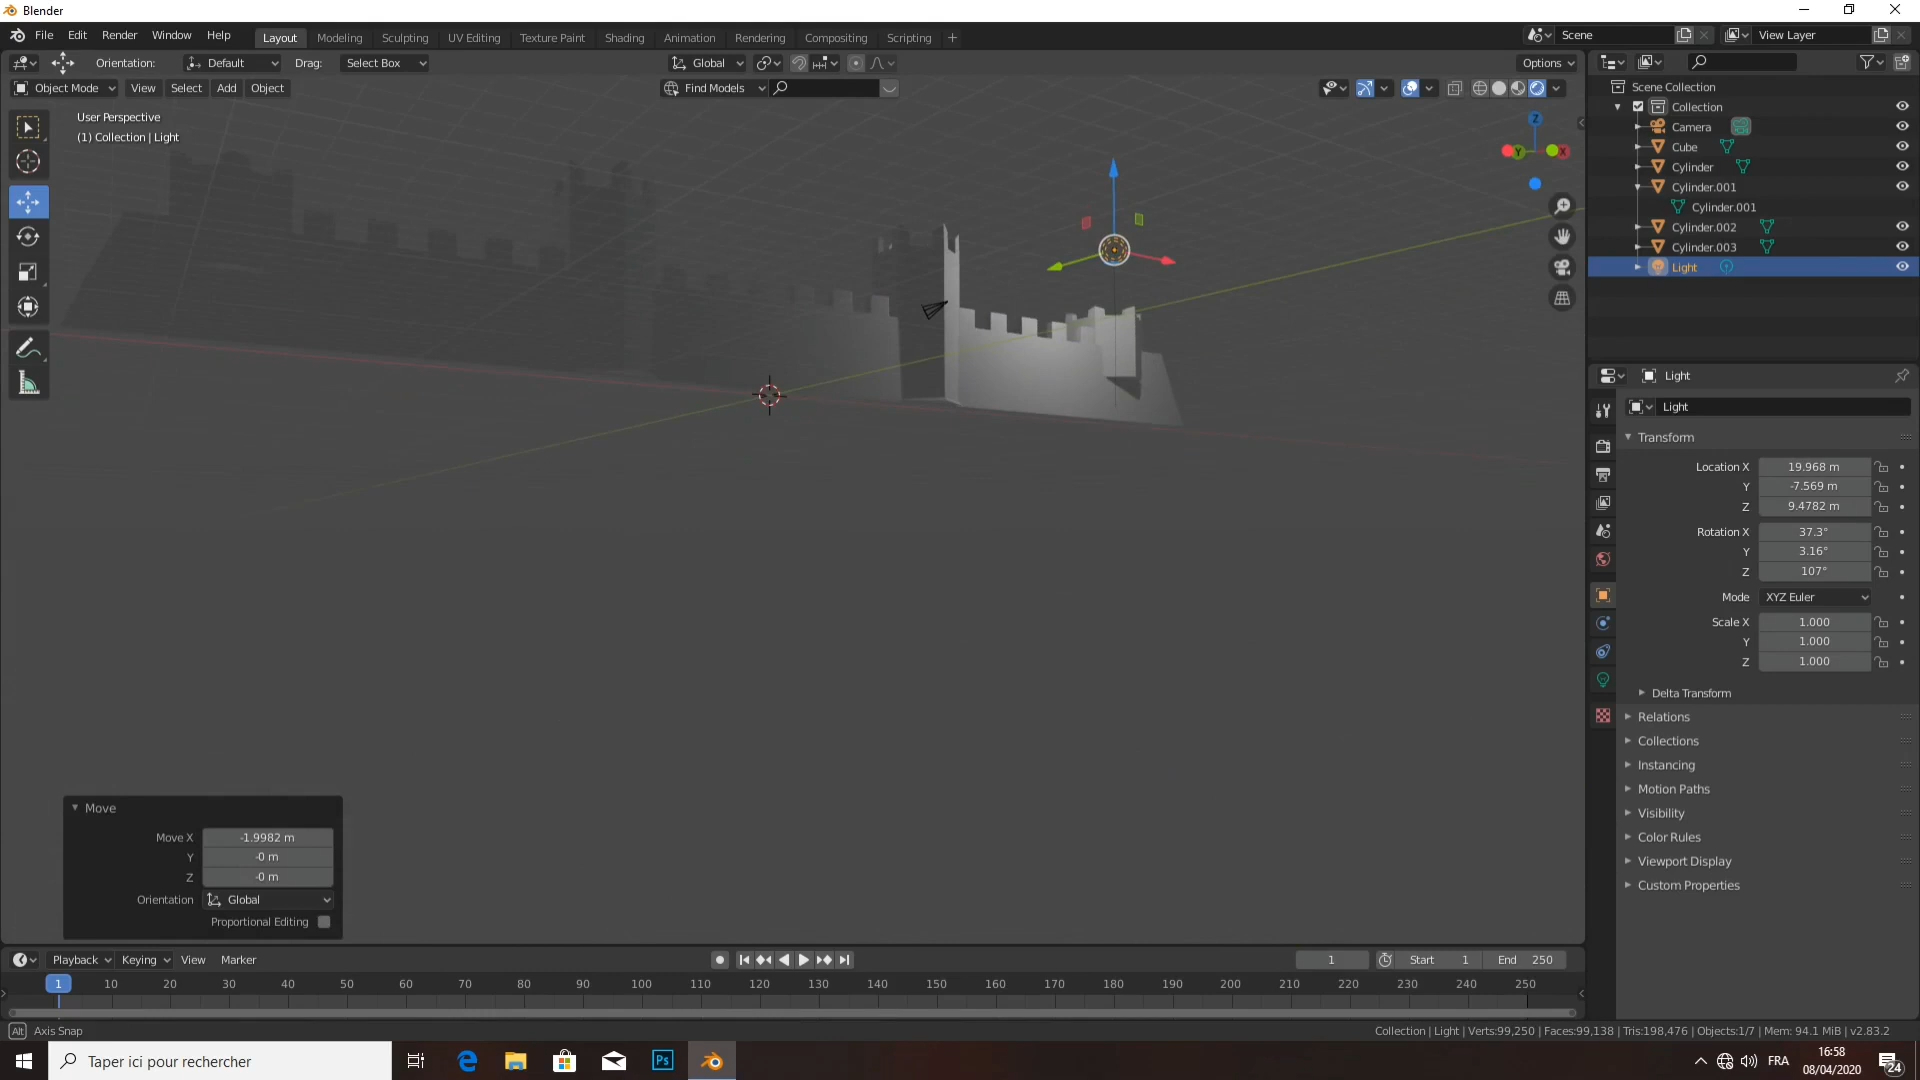 Blender
File Edit Render Window Help Layout Modeling Sculpting UV Editing Texture Paint Shading Animation Rendering Compositing Scripting + Scene View Layer
Orientation: Default Drag: Select Box Global Options
Object Mode View Select Add Object Find Models
User Perspective
(1) Collection | Light
Z
Y X
Scene Collection
Collection
Camera
Cube
Cylinder
Cylinder.001
Cylinder.001
Cylinder.002
Cylinder.003
Light
Light
Light
Transform
Location X 19.968 m
Y -7.569 m
Z 9.4782 m
Rotation X 37.3°
Y 3.16°
Z 107°
Mode XYZ Euler
Scale X 1.000
Y 1.000
Z 1.000
Delta Transform
Relations
Collections
Instancing
Motion Paths
Visibility
Color Rules
Viewport Display
Custom Properties
Move
Move X -1.9982 m
Y -0 m
Z -0 m
Orientation Global
Proportional Editing
Playback Keying View Marker 1 Start 1 End 250
1 10 20 30 40 50 60 70 80 90 100 110 120 130 140 150 160 170 180 190 200 210 220 230 240 250
Alt Axis Snap
Collection | Light | Verts:99,250 | Faces:99,138 | Tris:198,476 | Objects:1/7 | Mem: 94.1 MiB | v2.83.2
Taper ici pour rechercher
Ps
FRA
16:58
08/04/2020
24